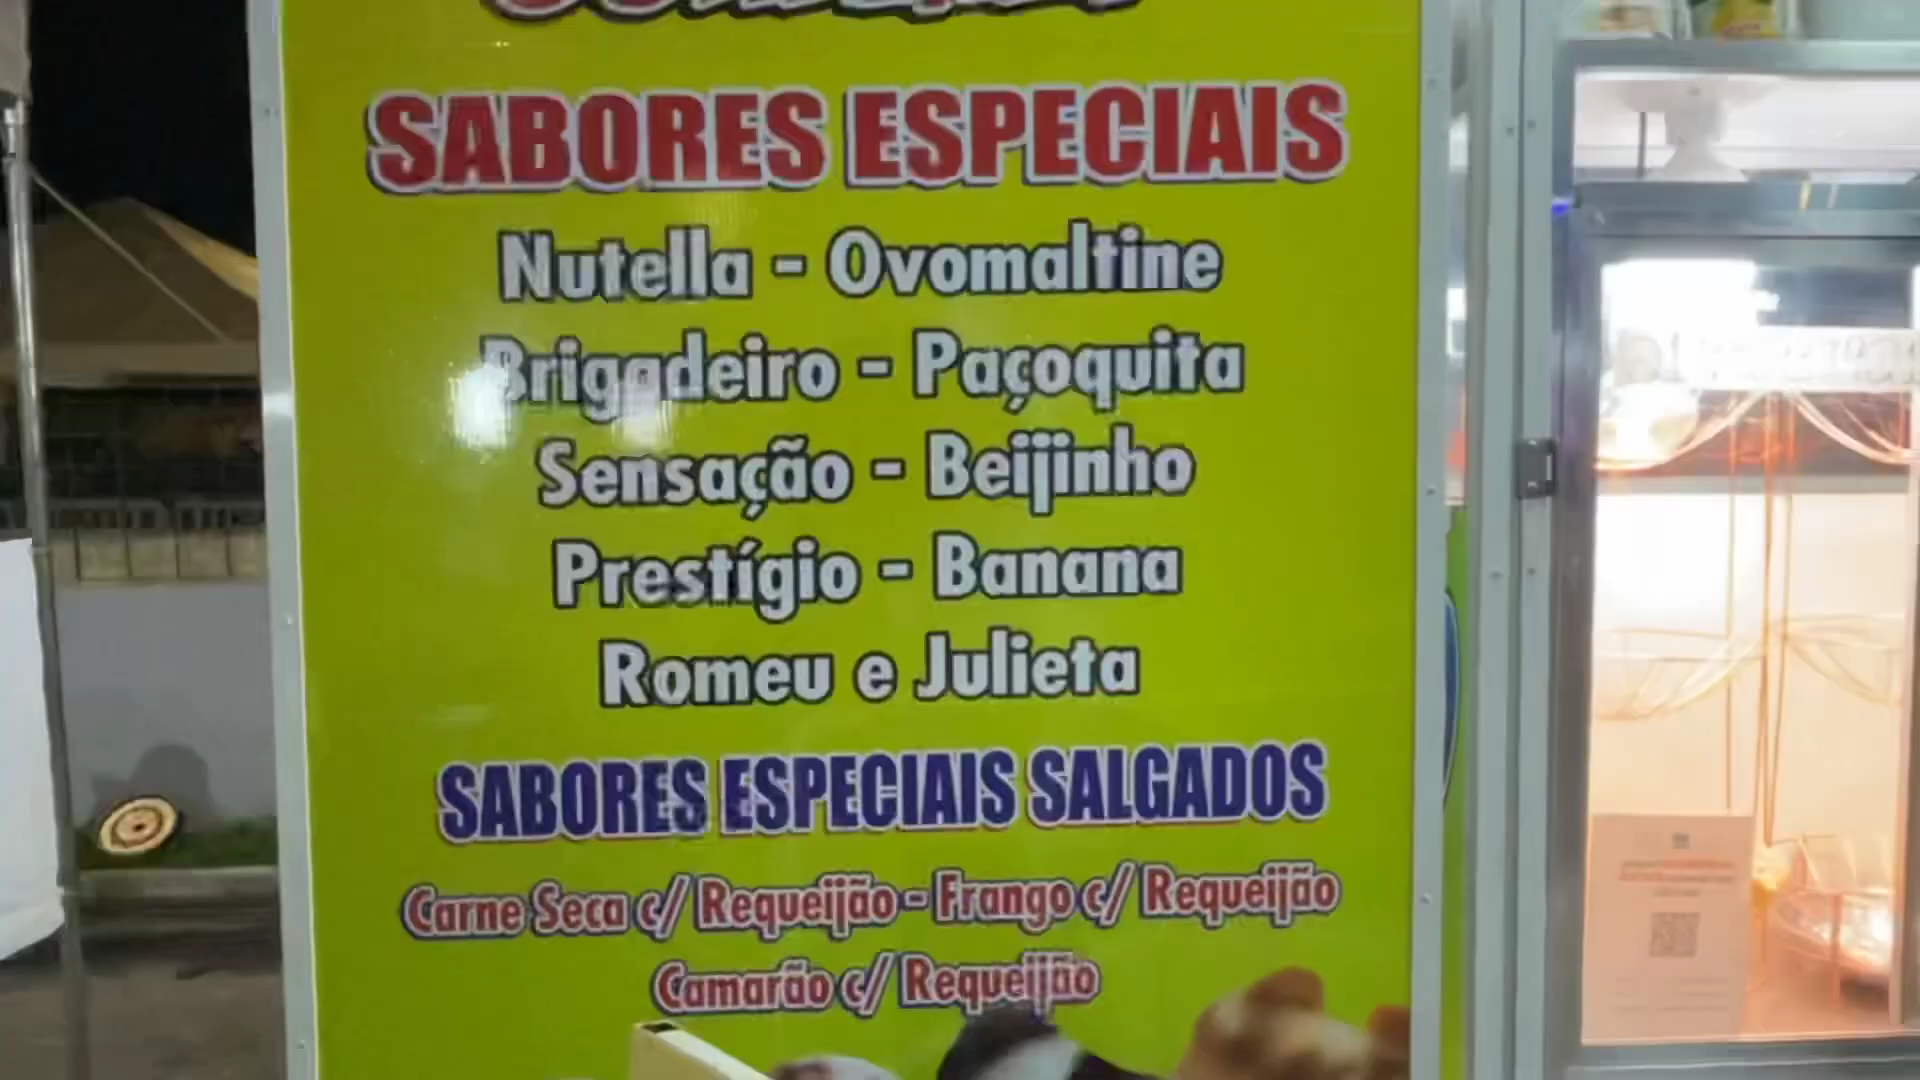 SABORES ESPECIAIS
Nutella - Ovomaltine
Brigadeiro - Paçoquita
Sensação - Beijinho
Prestígio - Banana
Romeu e Julieta
SABORES ESPECIAIS SALGADOS
Carne Seca c/ Requeijão - Frango c/ Requeijão
Camarão c/ Requeijão